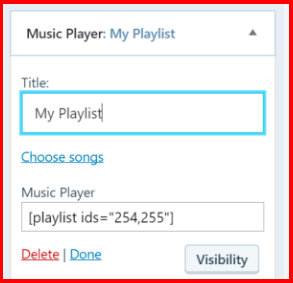 Music Player: My Playlist
Title:
My Playlist
Choose songs
Music Player
[playlist ids="254,255"]
Delete | Done
Visibility